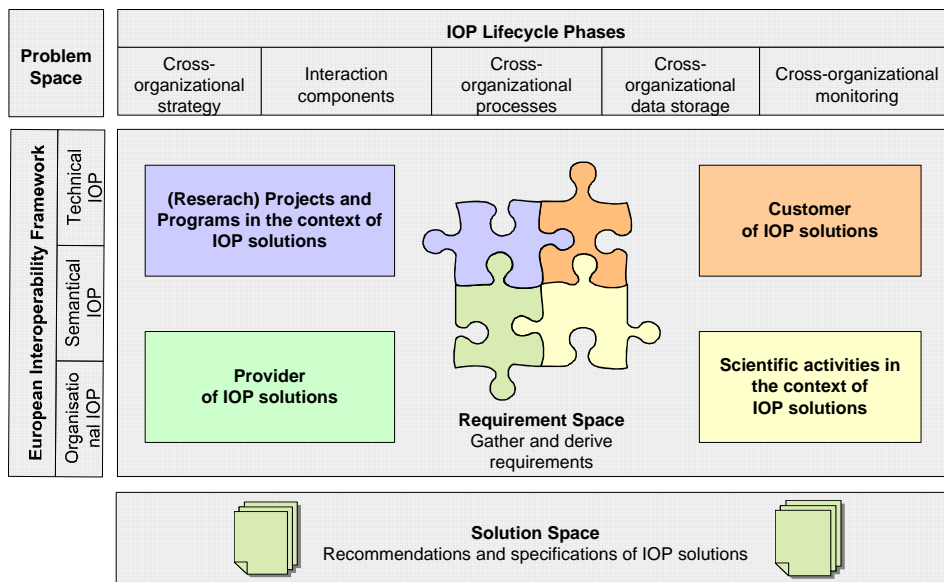 Problem
Space
IOP Lifecycle Phases
Cross-
organizational
strategy
Interaction
components
Cross-
organizational
processes
Cross-
organizational
data storage
Cross-organizational
monitoring
European Interoperability Framework
Technical
IOP
Semantical
IOP
Organisatio
nal IOP
(Reserach) Projects and
Programs in the context of
IOP solutions
Customer
of IOP solutions
Provider
of IOP solutions
Scientific activities in
the context of
IOP solutions
Requirement Space
Gather and derive
requirements
Solution Space
Recommendations and specifications of IOP solutions